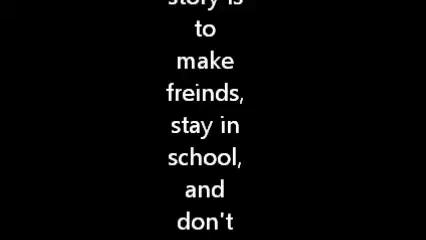 story is
to
make
freinds,
stay in
school,
and
don't